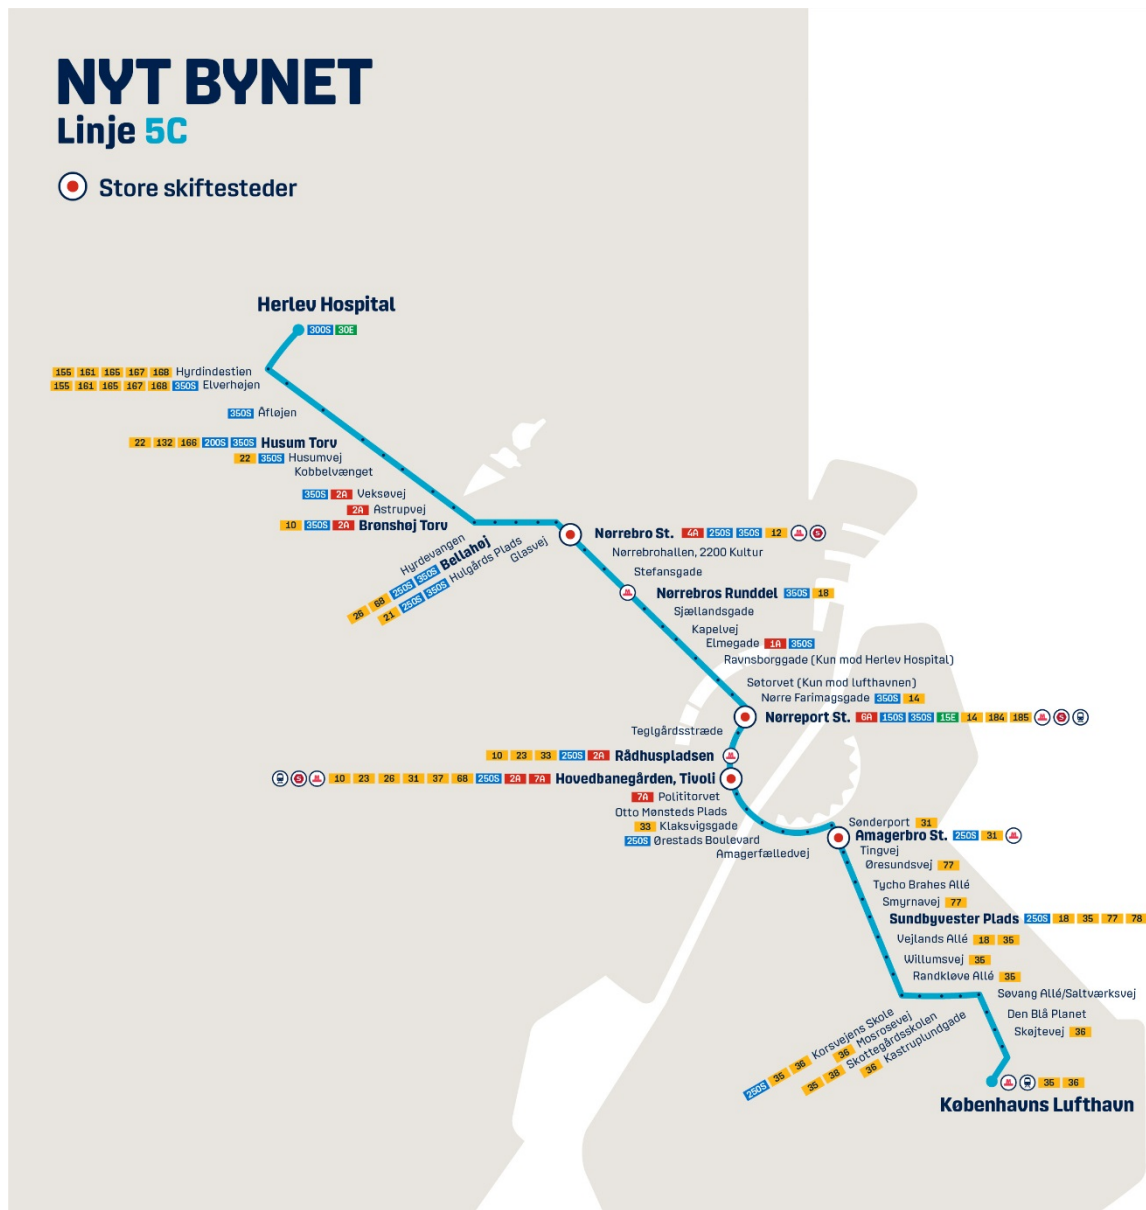 NYT BYNET
Linje 5C
Store skiftesteder
Herlev Hospital
300S 30E
155 161 165 167 168 Hyrdindestien
155 161 165 167 168 350S Elverhøjen
350S Åfløjen
22 132 166 200S 350S Husum Torv
22 350S Husumvej
Kobbelvænget
350S 2A Veksøvej
2A Astrupvej
10 350S 2A Brønshøj Torv
Hyrdevangen
26 68 250S 350S Bellahøj
21 250S 350S Hulgårds Plads
Glasvej
Nørrebro St. 4A 250S 350S 12 S
Nørrebrohallen, 2200 Kultur
Stefansgade
Nørrebros Runddel 350S 18
Sjællandsgade
Kapelvej
Elmegade 1A 350S
Ravnsborggade (Kun mod Herlev Hospital)
Søtorvet (Kun mod lufthavnen)
Nørre Farimagsgade 350S 14
Nørreport St. 6A 150S 350S 15E 14 184 185 S
Teglgårdsstræde
10 23 33 250S 2A Rådhuspladsen
S 10 23 26 31 37 68 250S 2A 7A Hovedbanegården, Tivoli
7A Polititorvet
Otto Mønsteds Plads
33 Klaksvigsgade
250S Ørestads Boulevard
Amagerfælledvej
Sønderport 31
Amagerbro St. 250S 31
Tingvej
Øresundsvej 77
Tycho Brahes Allé
Smyrnavej 77
Sundbyvester Plads 250S 18 35 77 78
Vejlands Allé 18 35
Willumsvej 35
Randkløve Allé 35
250S 35 36 Korsvejens Skole
36 Mosrosevej
35 38 Skottegårdsskolen
36 Kastruplundgade
Søvang Allé/Saltværksvej
Den Blå Planet
Skøjtevej 36
35 36
Københavns Lufthavn